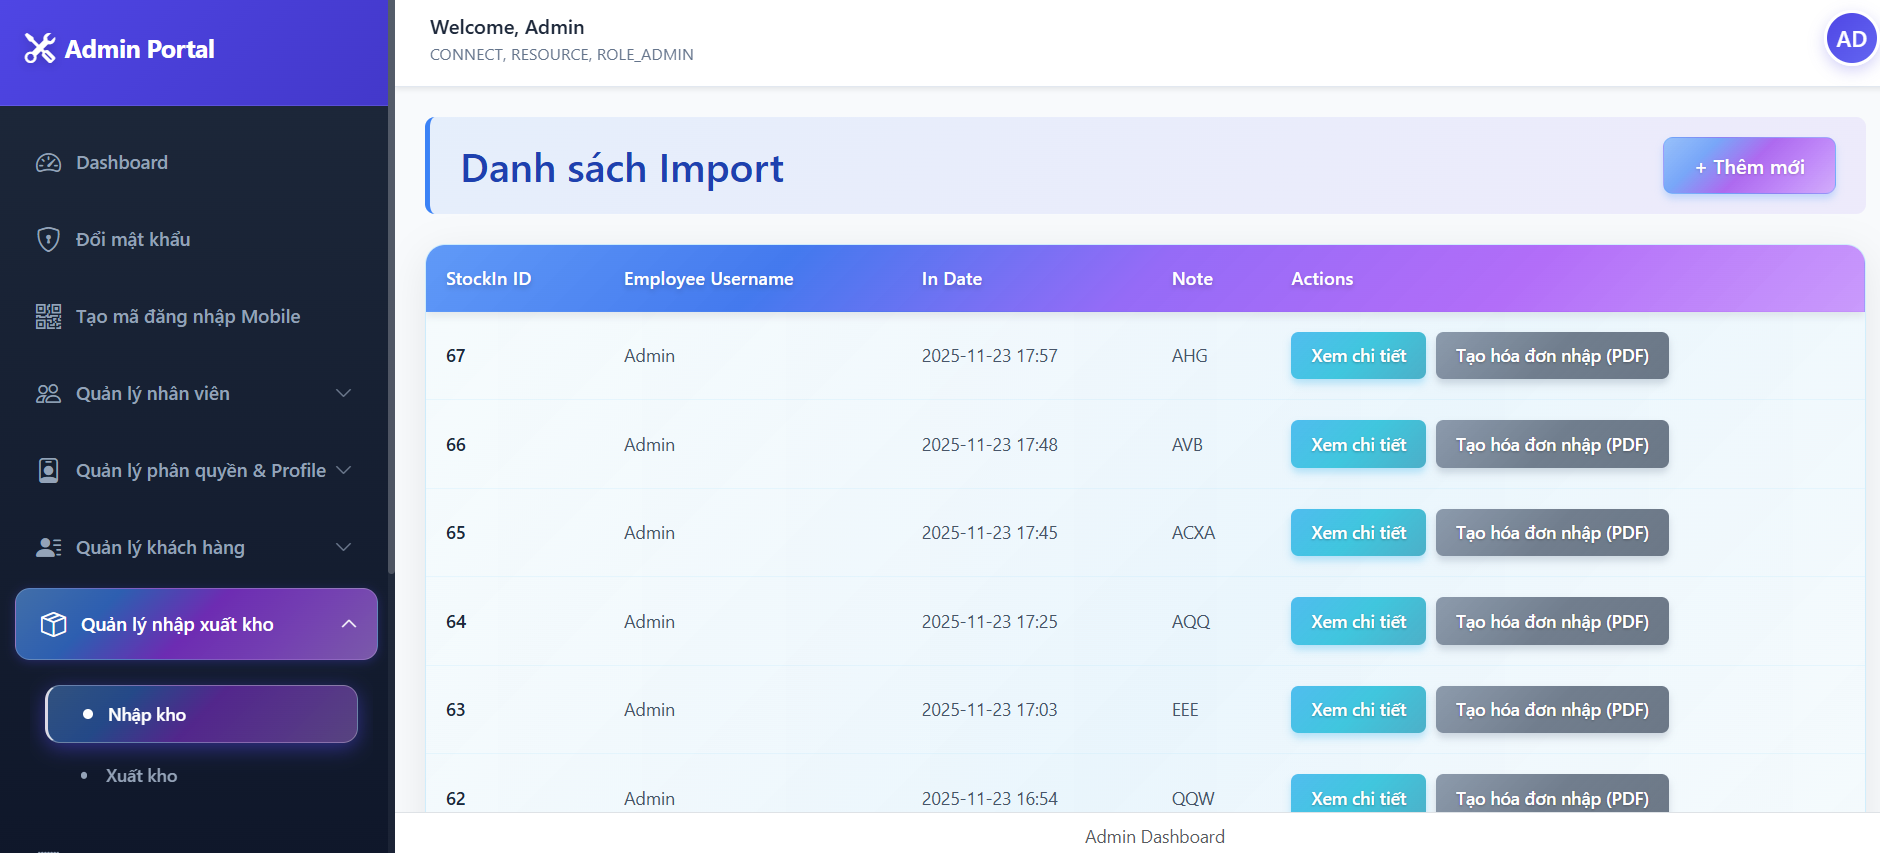 Admin Portal
Welcome, Admin
CONNECT, RESOURCE, ROLE_ADMIN
AD
Dashboard
Đổi mật khẩu
Tạo mã đăng nhập Mobile
Quản lý nhân viên
Quản lý phân quyền & Profile
Quản lý khách hàng
Quản lý nhập xuất kho
Nhập kho
Xuất kho
Danh sách Import
+ Thêm mới
StockIn ID Employee Username In Date Note Actions
67 Admin 2025-11-23 17:57 AHG Xem chi tiết Tạo hóa đơn nhập (PDF)
66 Admin 2025-11-23 17:48 AVB Xem chi tiết Tạo hóa đơn nhập (PDF)
65 Admin 2025-11-23 17:45 ACXA Xem chi tiết Tạo hóa đơn nhập (PDF)
64 Admin 2025-11-23 17:25 AQQ Xem chi tiết Tạo hóa đơn nhập (PDF)
63 Admin 2025-11-23 17:03 EEE Xem chi tiết Tạo hóa đơn nhập (PDF)
62 Admin 2025-11-23 16:54 QQW Xem chi tiết Tạo hóa đơn nhập (PDF)
Admin Dashboard